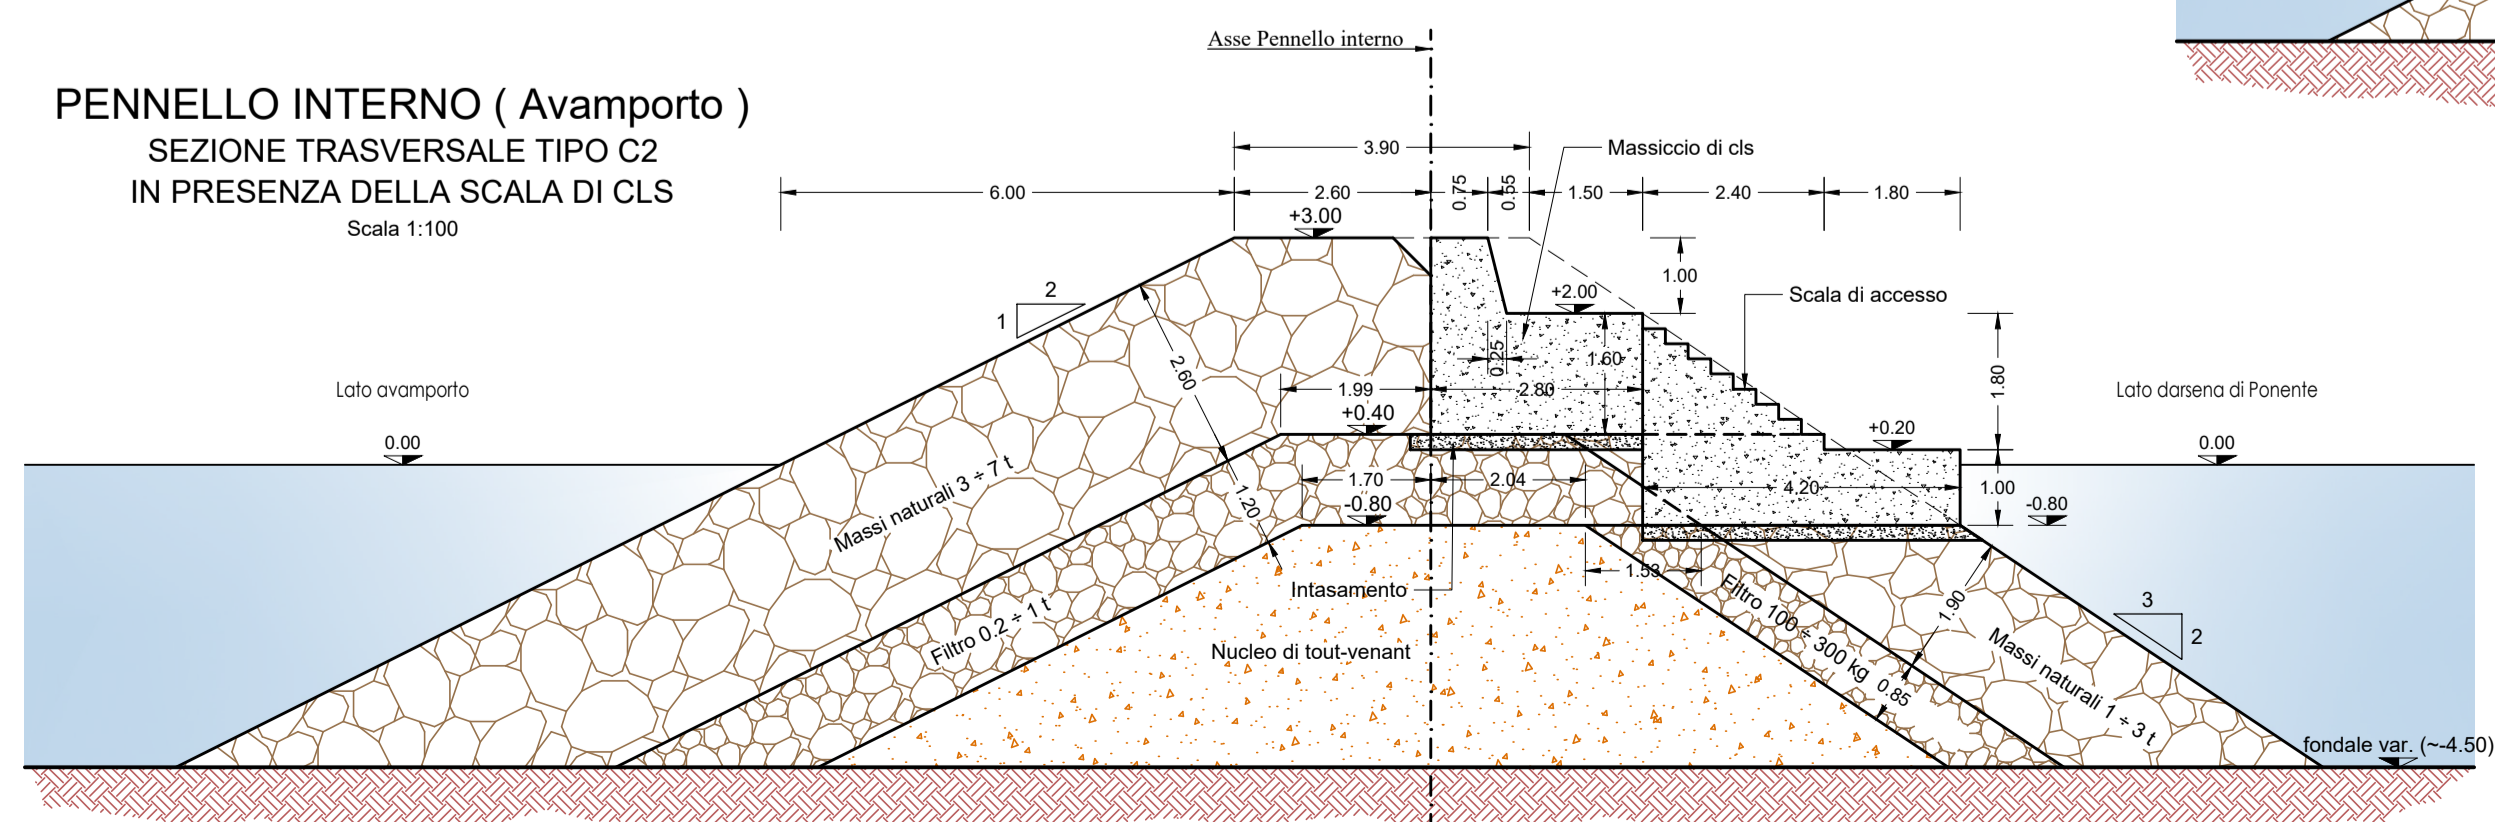 Asse Pennello interno
PENNELLO INTERNO ( Avamporto )
SEZIONE TRASVERSALE TIPO C2
IN PRESENZA DELLA SCALA DI CLS
Scala 1:100
3.90
Massiccio di cls
6.00
2.60
0.75
0.55
1.50
2.40
1.80
+3.00
1.00
2
1
+2.00
Scala di accesso
0.25
1.60
2.60
1.99
2.80
1.80
Lato avamporto
Lato darsena di Ponente
+0.40
+0.20
0.00
0.00
Massi naturali 3 ÷ 7 t
1.20
1.70
2.04
4.20
1.00
-0.80
-0.80
1.53
Intasamento
Filtro 0.2 ÷ 1 t
Filtro 100 ÷ 300 kg
1.90
3
2
Nucleo di tout-venant
Massi naturali 1 ÷ 3 t
0.85
fondale var. (~-4.50)